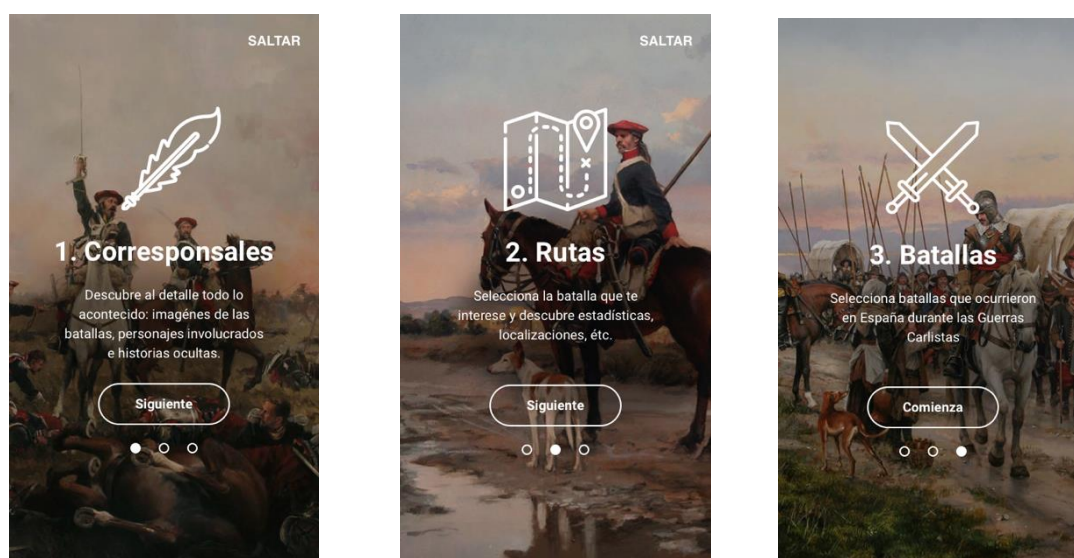 SALTAR
1. Corresponsales
Descubre al detalle todo lo
acontecido: imagénes de las
batallas, personajes involucrados
e historias ocultas.
Siguiente
SALTAR
2. Rutas
Selecciona la batalla que te
interese y descubre estadísticas,
localizaciones, étc.
Siguiente
3. Batallas
Selecciona batallas que ocurrieron
en España durante las Guerras
Carlistas
Comienza